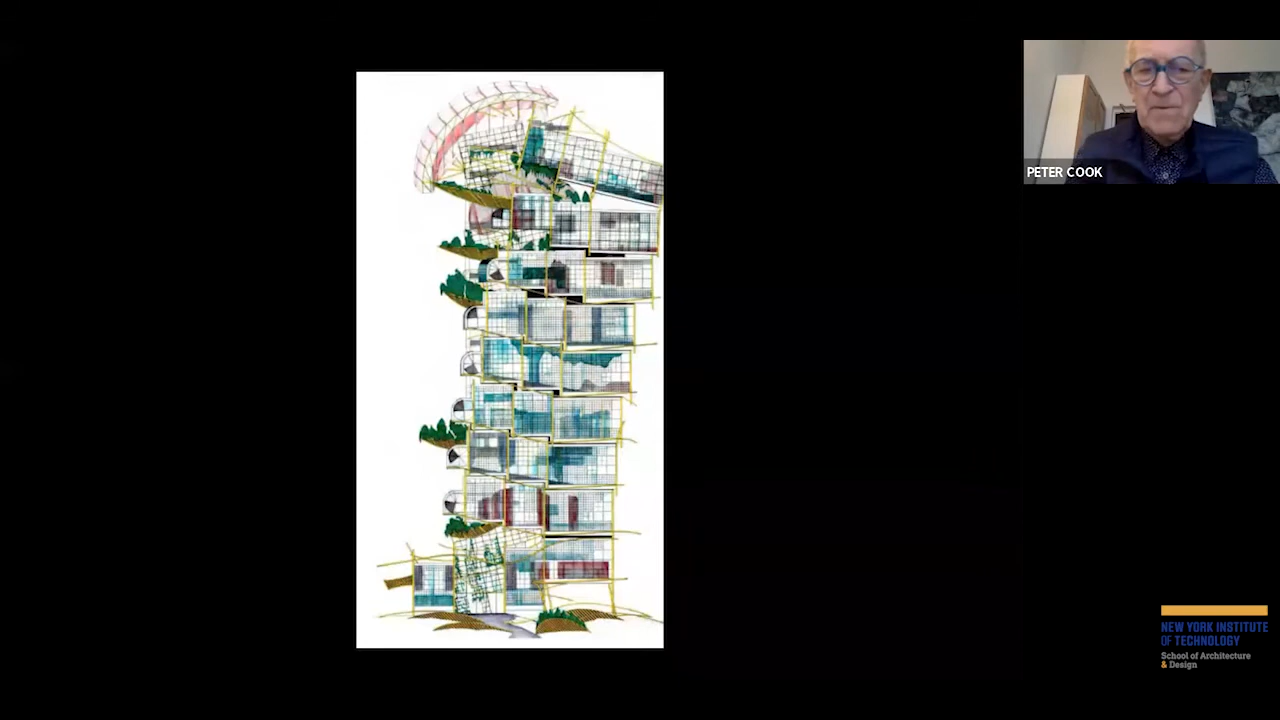 PETER COOK
NEW YORK INSTITUTE
OF TECHNOLOGY
School of Architecture
& Design